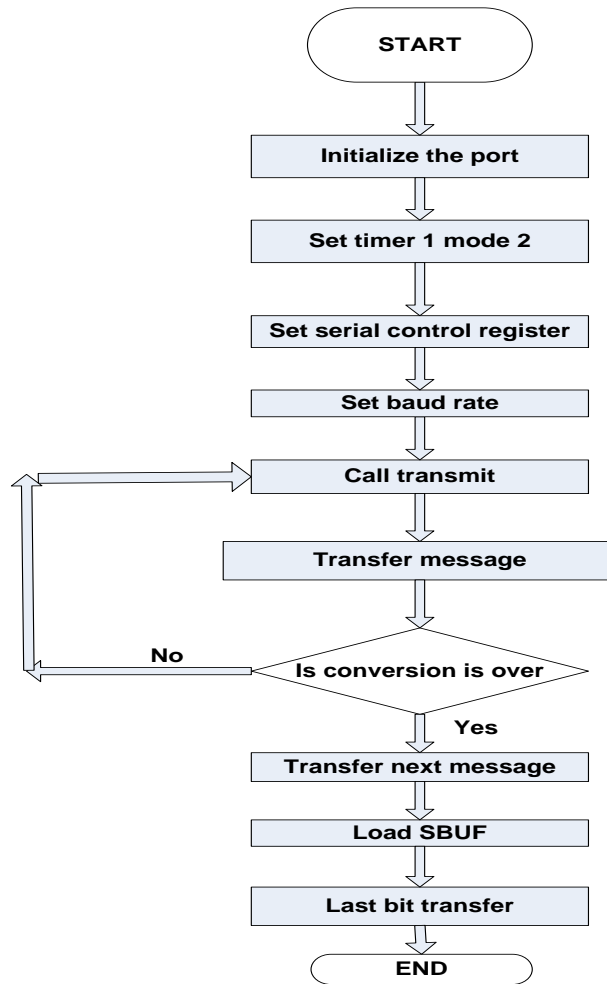 START
Initialize the port
Set timer 1 mode 2
Set serial control register
Set baud rate
Call transmit
Transfer message
No
Is conversion is over
Yes
Transfer next message
Load SBUF
Last bit transfer
END